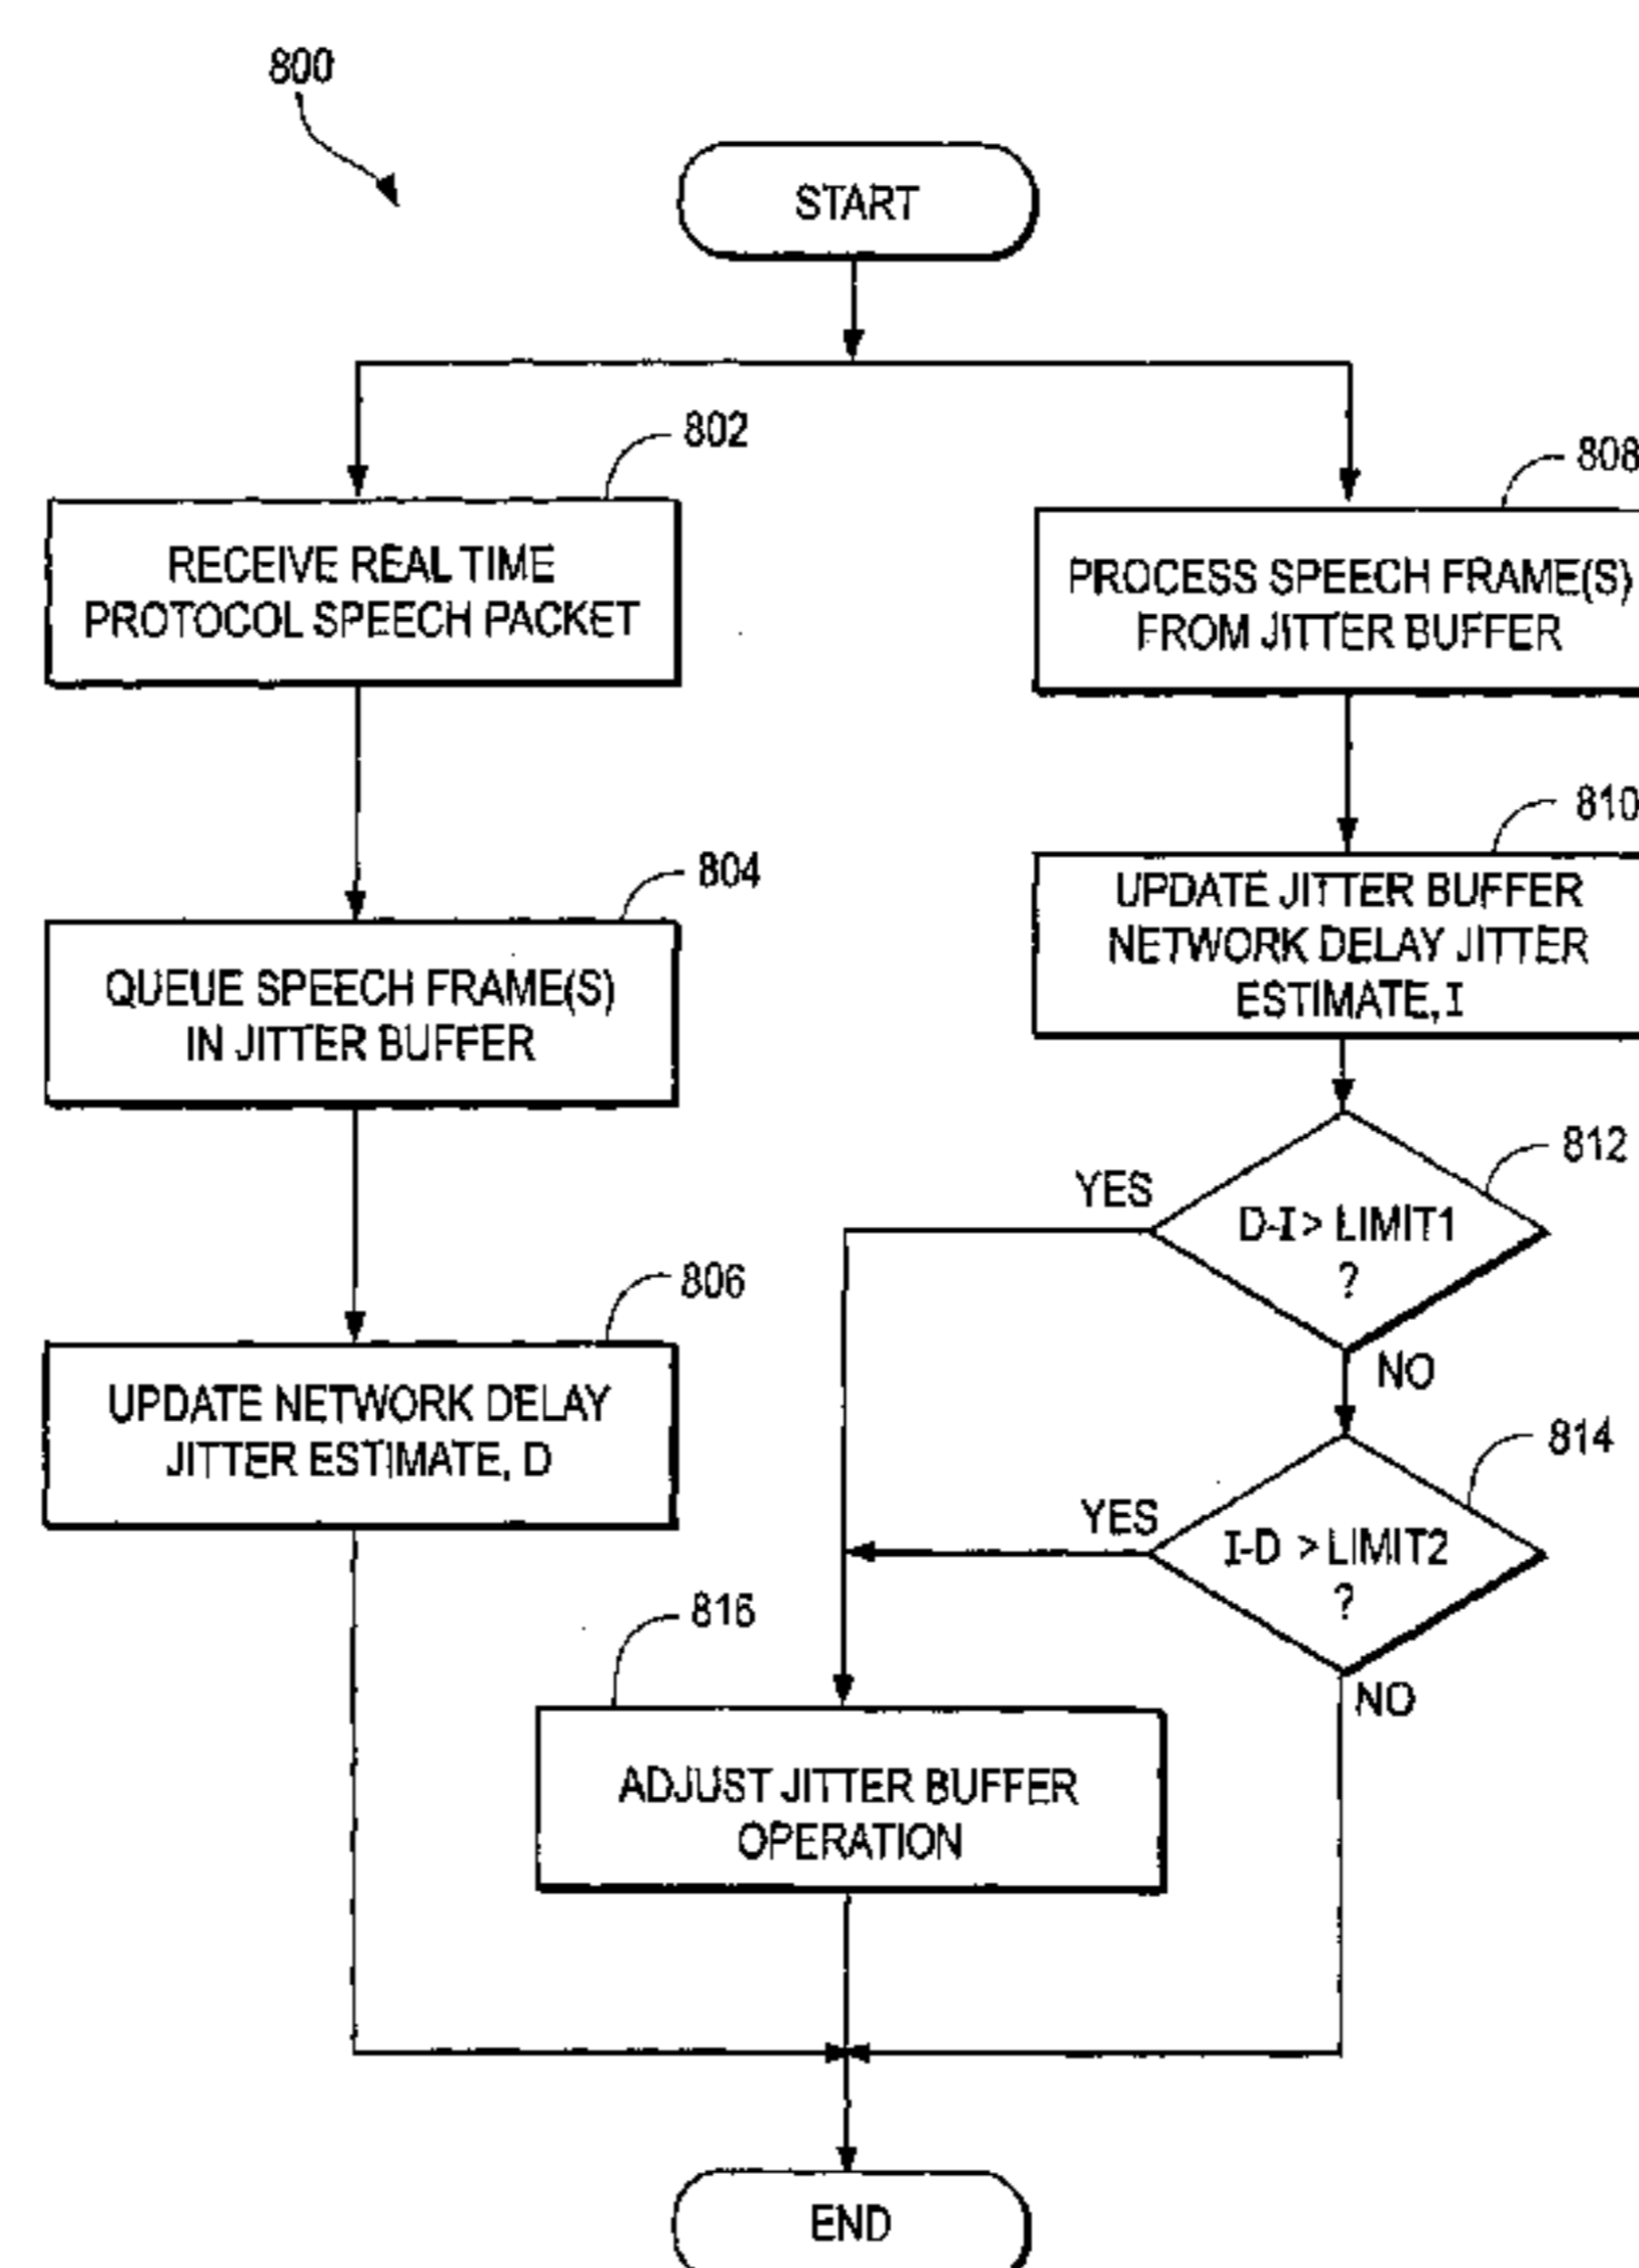 800
START
802
RECEIVE REAL TIME
PROTOCOL SPEECH PACKET
804
QUEUE SPEECH FRAME(S)
IN JITTER BUFFER
806
UPDATE NETWORK DELAY
JITTER ESTIMATE, D
808
PROCESS SPEECH FRAME(S)
FROM JITTER BUFFER
810
UPDATE JITTER BUFFER
NETWORK DELAY JITTER
ESTIMATE, I
812
YES
D-I > LIMIT1
?
NO
814
YES
I-D > LIMIT2
?
NO
816
ADJUST JITTER BUFFER
OPERATION
END